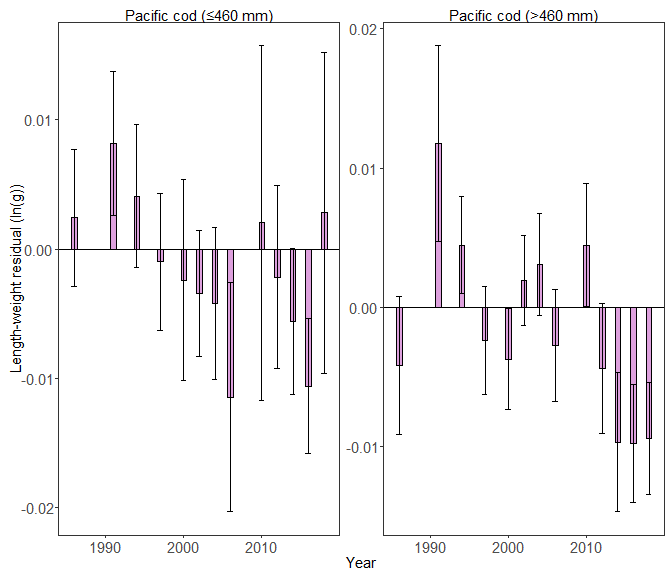 Pacific cod (≤460 mm)
Pacific cod (>460 mm)
Length-weight residual (ln(g))
0.01
0.00
-0.01
-0.02
0.02
0.01
0.00
-0.01
1990 2000 2010
1990 2000 2010
Year